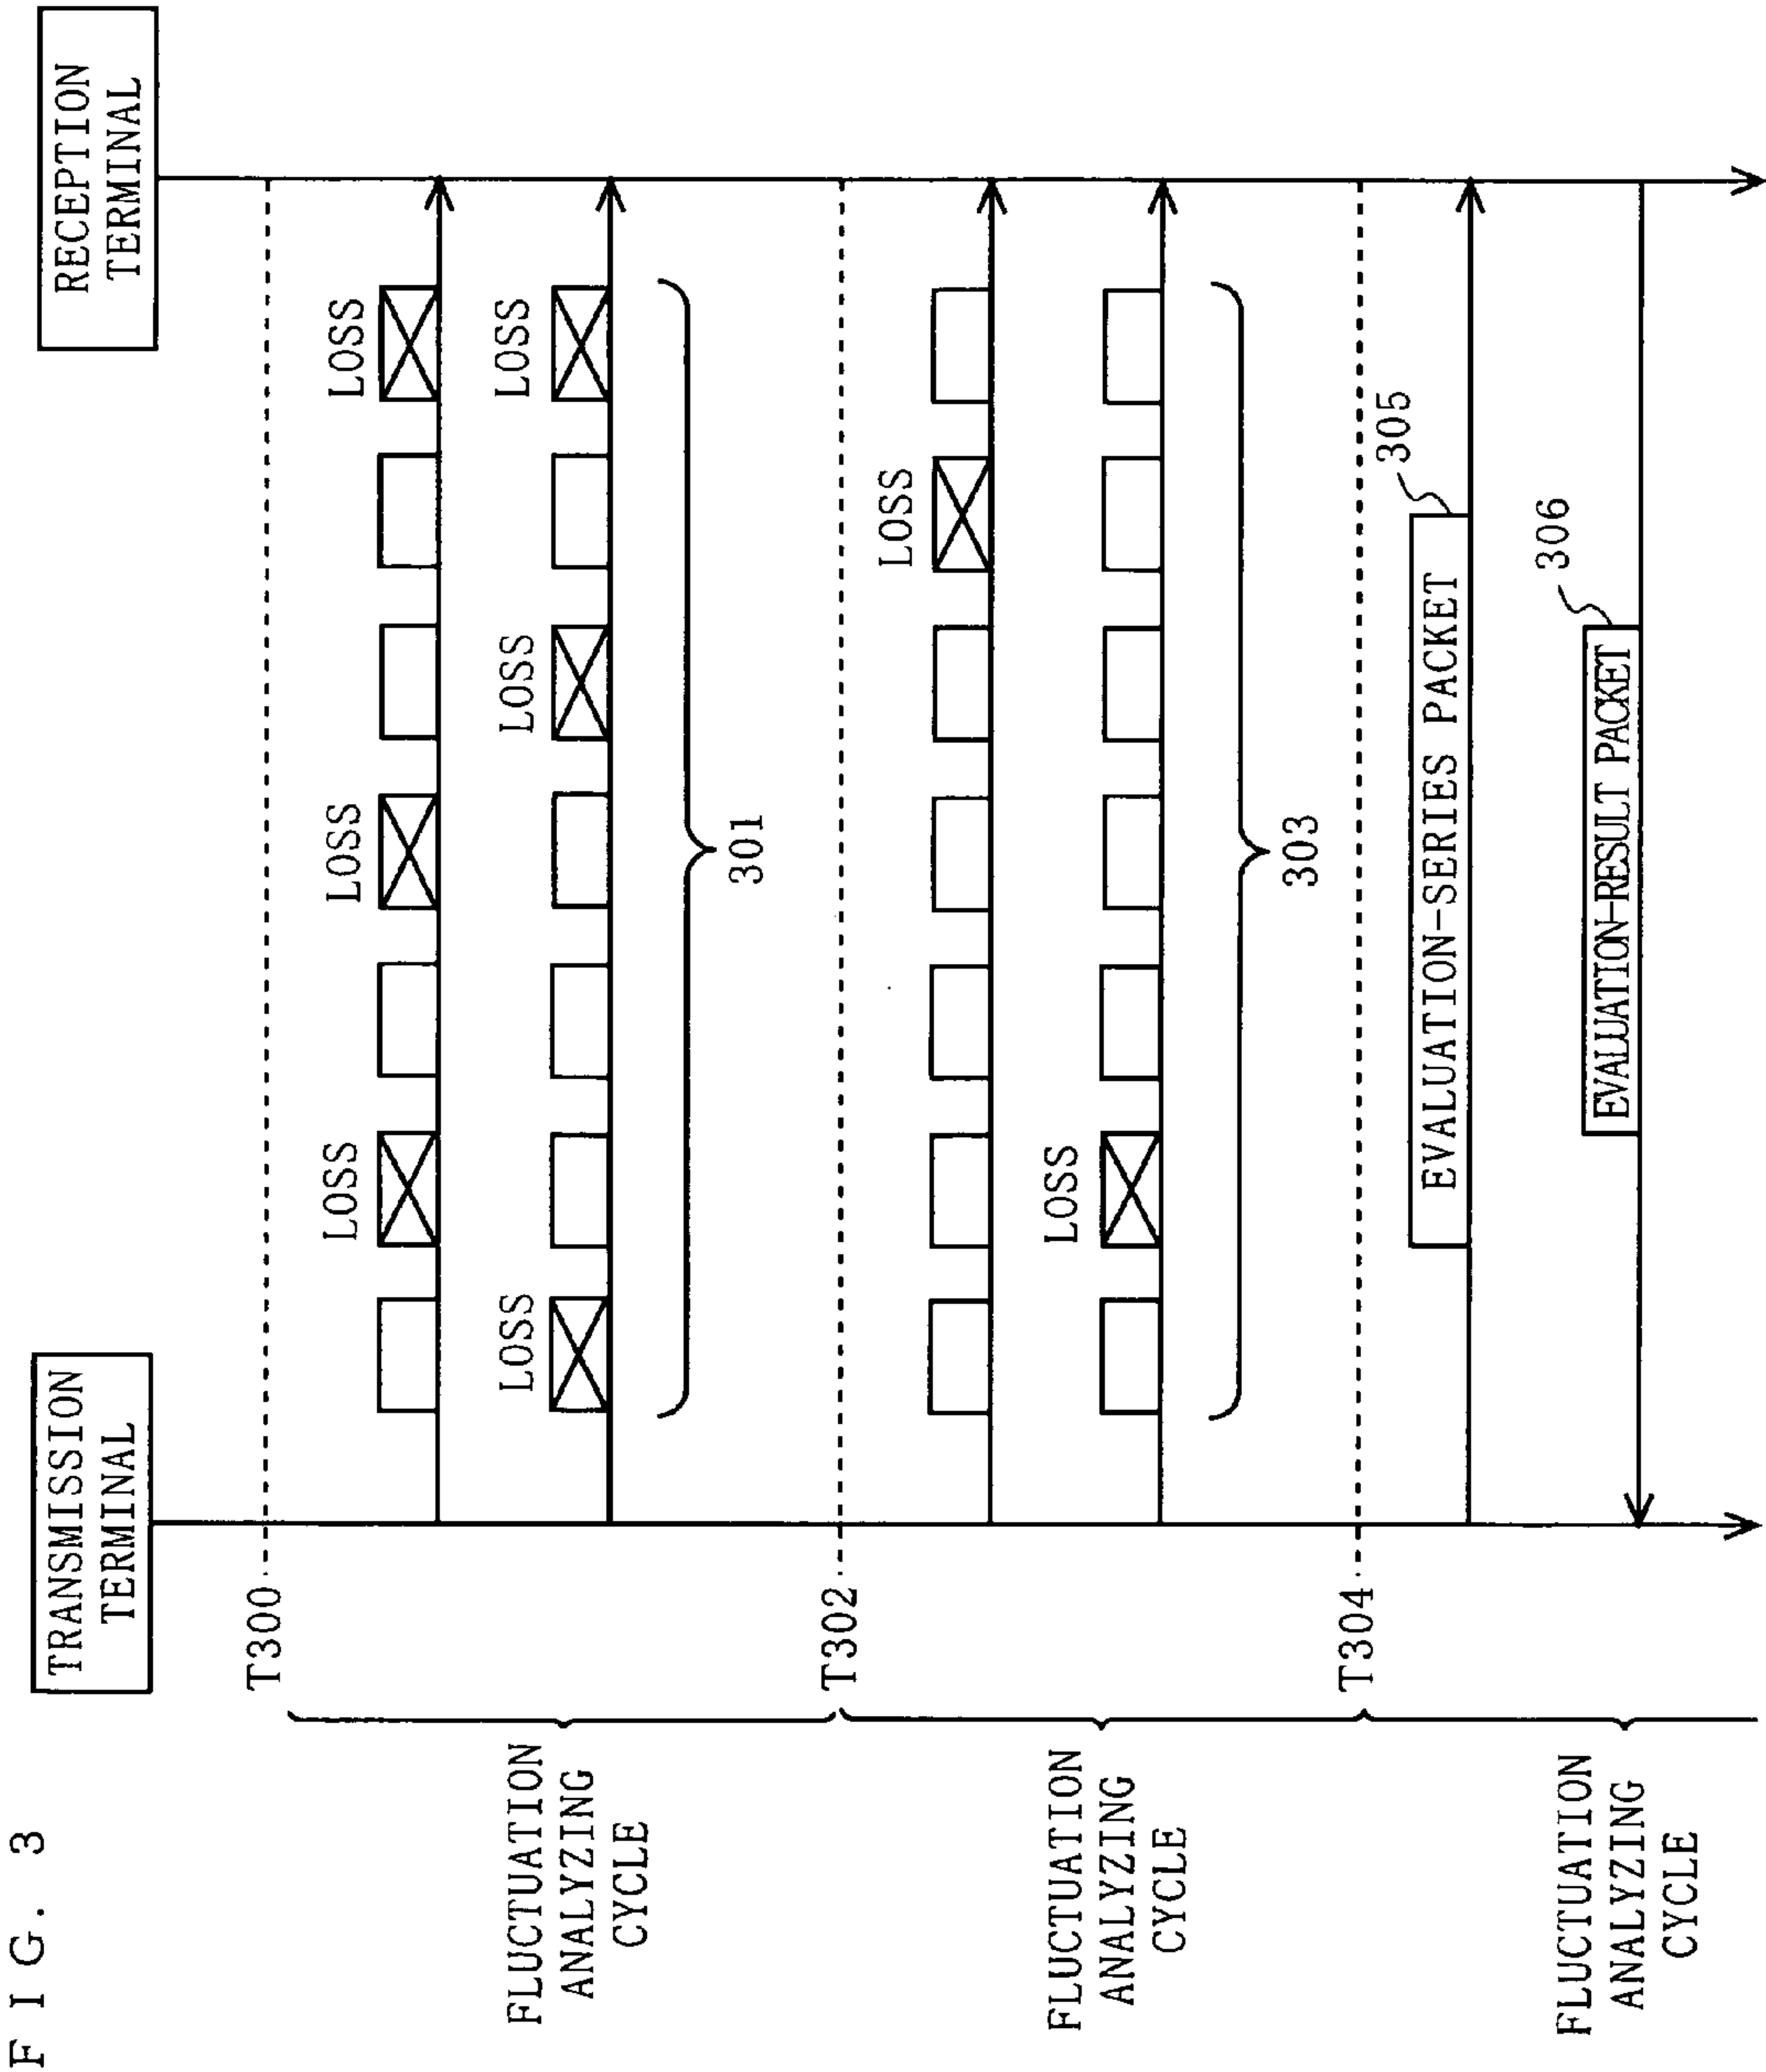 F I G. 3
TRANSMISSION
TERMINAL
RECEPTION
TERMINAL
T300
LOSS
LOSS
LOSS
FLUCTUATION
ANALYZING
CYCLE
LOSS
LOSS
LOSS
301
T302
LOSS
FLUCTUATION
ANALYZING
CYCLE
LOSS
303
T304
305
EVALUATION-SERIES PACKET
FLUCTUATION
ANALYZING
CYCLE
306
EVALUATION-RESULT PACKET